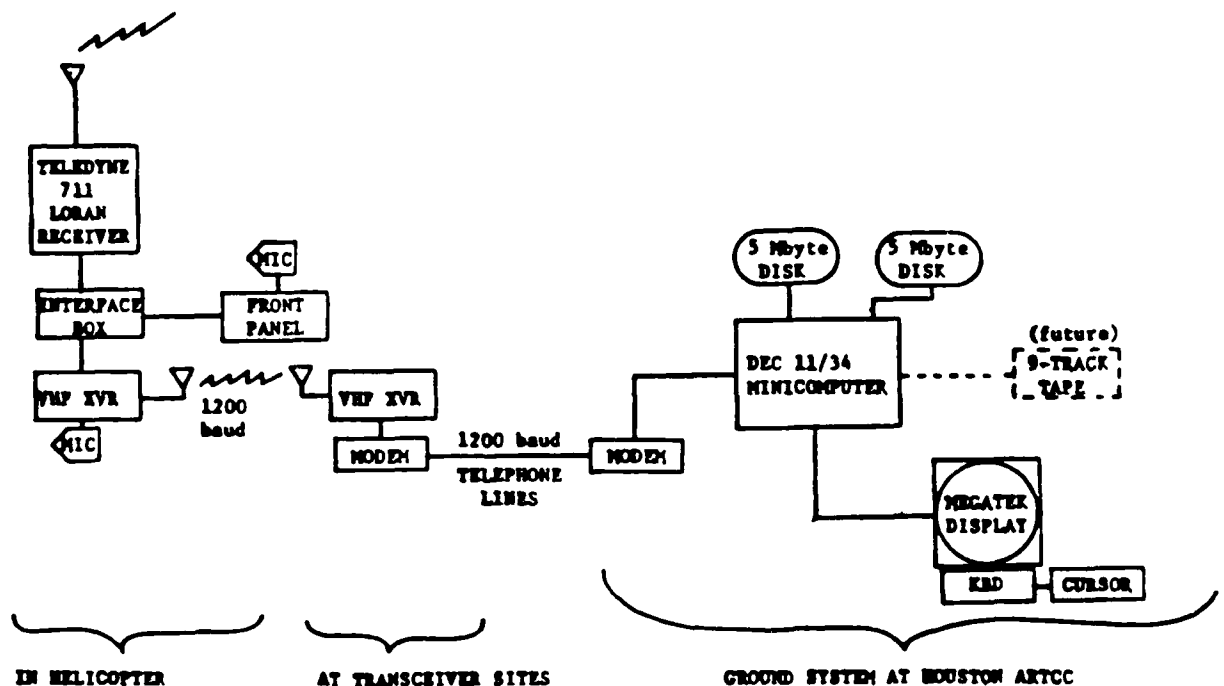 TELEDYNE
711
LORAN
RECEIVER
MIC
INTERFACE
BOX
FRONT
PANEL
VHF XVR
MIC
1200
baud
VHF XVR
MODEM
1200 baud
TELEPHONE
LINES
MODEM
5 Mbyte
DISK
5 Mbyte
DISK
DEC 11/34
MINICOMPUTER
(future)
9-TRACK
TAPE
MEGATEK
DISPLAY
KBD
CURSOR
IN HELICOPTER
AT TRANSCEIVER SITES
GROUND SYSTEM AT HOUSTON ARTCC